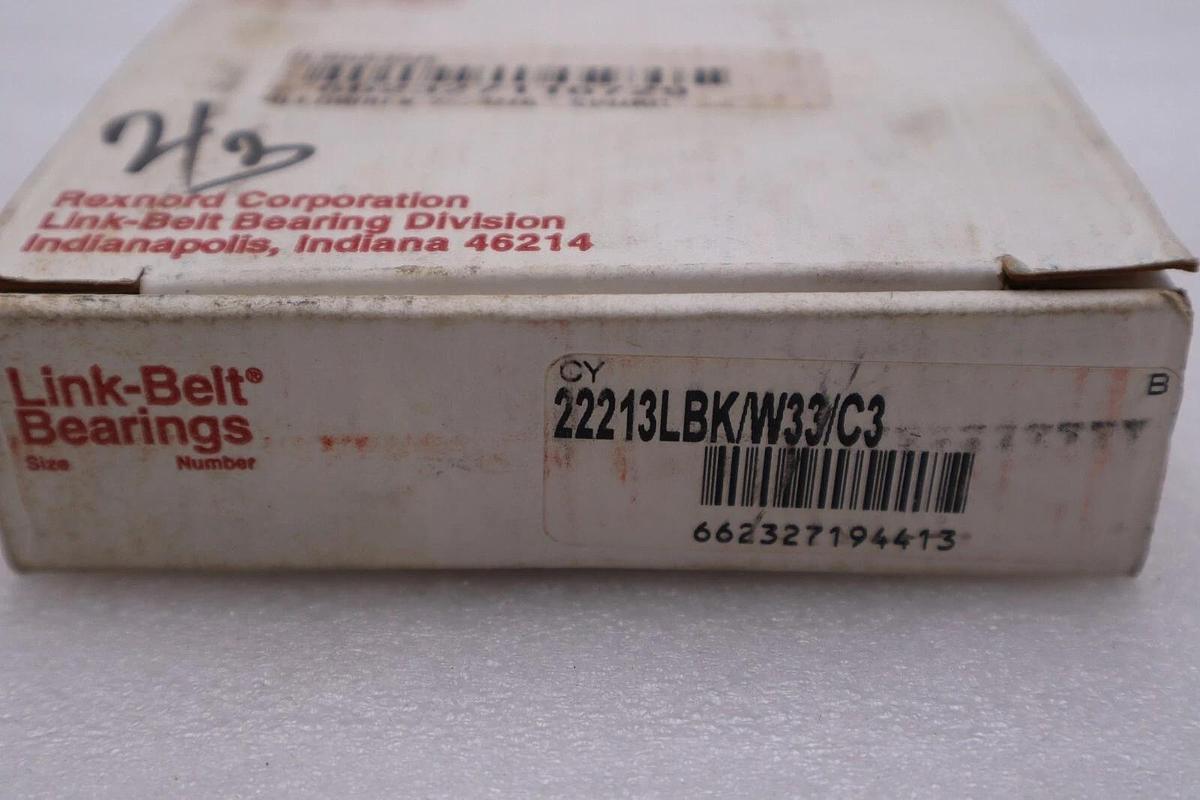 Rexnord Corporation
Link-Belt Bearing Division
Indianapolis, Indiana 46214
Link-Belt®
Bearings
Size Number
CY
B
22213LBK/W33/C3
662327194413